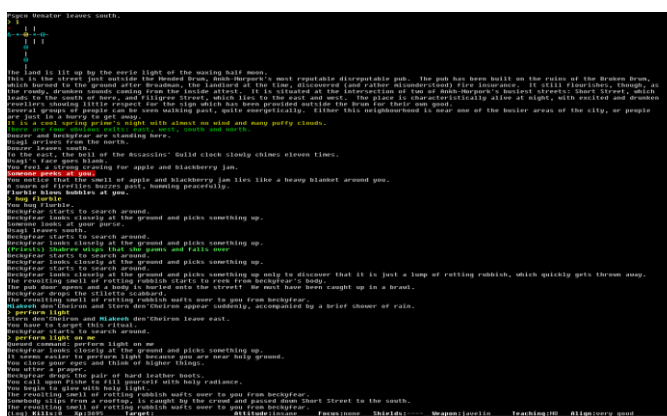 Psyco Venator leaves south.
> l
The land is lit up by the eerie light of the waxing half moon.
This is the street just outside the Mended Drum, Ankh-Morpork's most reputable disreputable pub. The pub has been built on the ruins of the Broken Drum,
which burned to the ground after Broadman, the landlord at the time, discovered (and rather misunderstood) fire insurance. It still flourishes, though, as
the rowdy, drunken sounds coming from the inside attest. It is situated at the intersection of two of Ankh-Morpork's busiest streets: Short Street, which
leads to the south of here, and Filigree Street, which lies to the east and west. The place is characteristically alive at night, with excited and drunken
revellers showing little respect for the sign which has been provided outside the Drum for their own good.
Several groups of people can be seen walking past, quite energetically. Either this neighbourhood is near one of the busier areas of the city, or people
are just in a hurry to get away.
It is a cool spring prime's night with almost no wind and many puffy clouds.
There are four obvious exits: east, west, south and north.
Doozer and beckyfear are standing here.
Usagi arrives from the north.
Doozer leaves south.
To the east, the bell of the Assassins' Guild clock slowly chimes eleven times.
Usagi's face goes blank.
You feel a strong craving for apple and blackberry jam.
Someone peeks at you.
You notice that the smell of apple and blackberry jam lies like a heavy blanket around you.
A swarm of fireflies buzzes past, humming peacefully.
Flurble blows bubbles at you.
> hug flurble
You hug Flurble.
Beckyfear starts to search around.
Beckyfear looks closely at the ground and picks something up.
Someone looks at your purse.
Usagi leaves south.
Beckyfear starts to search around.
Beckyfear looks closely at the ground and picks something up.
(Priests) Shabree wisps that she yawns and falls over
Beckyfear starts to search around.
Beckyfear looks closely at the ground and picks something up.
Beckyfear starts to search around.
Beckyfear looks closely at the ground and picks something up only to discover that it is just a lump of rotting rubbish, which quickly gets thrown away.
The revolting smell of rotting rubbish starts to reek from beckyfear's body.
The pub door opens and a body is hurled onto the street! He must have been caught up in a brawl.
Beckyfear drops the stiletto scabbard.
The revolting smell of rotting rubbish wafts over to you from beckyfear.
Miakeeh den'Cheiron and Stern den'Cheiron appear suddenly, accompanied by a brief shower of rain.
> perform light
Stern den'Cheiron and Miakeeh den'Cheiron leave east.
You have to target this ritual.
Beckyfear starts to search around.
> perform light on me
Queued command: perform light on me
Beckyfear looks closely at the ground and picks something up.
It seems easier to perform light because you are near holy ground.
You close your eyes and think of higher things.
You utter a prayer.
Beckyfear drops the pair of hard leather boots.
You call upon Pishe to fill yourself with holy radiance.
You begin to glow with holy light.
The revolting smell of rotting rubbish wafts over to you from beckyfear.
Somebody slips from a rooftop, is caught by the crowd and passed down Short Street to the south.
The revolting smell of rotting rubbish wafts over to you from beckyfear.
(Log) Kills:0 Xp:3095 Target: Attitude:insane Focus:none Shields:---- Weapon:javelin Teaching:MU Align:very good